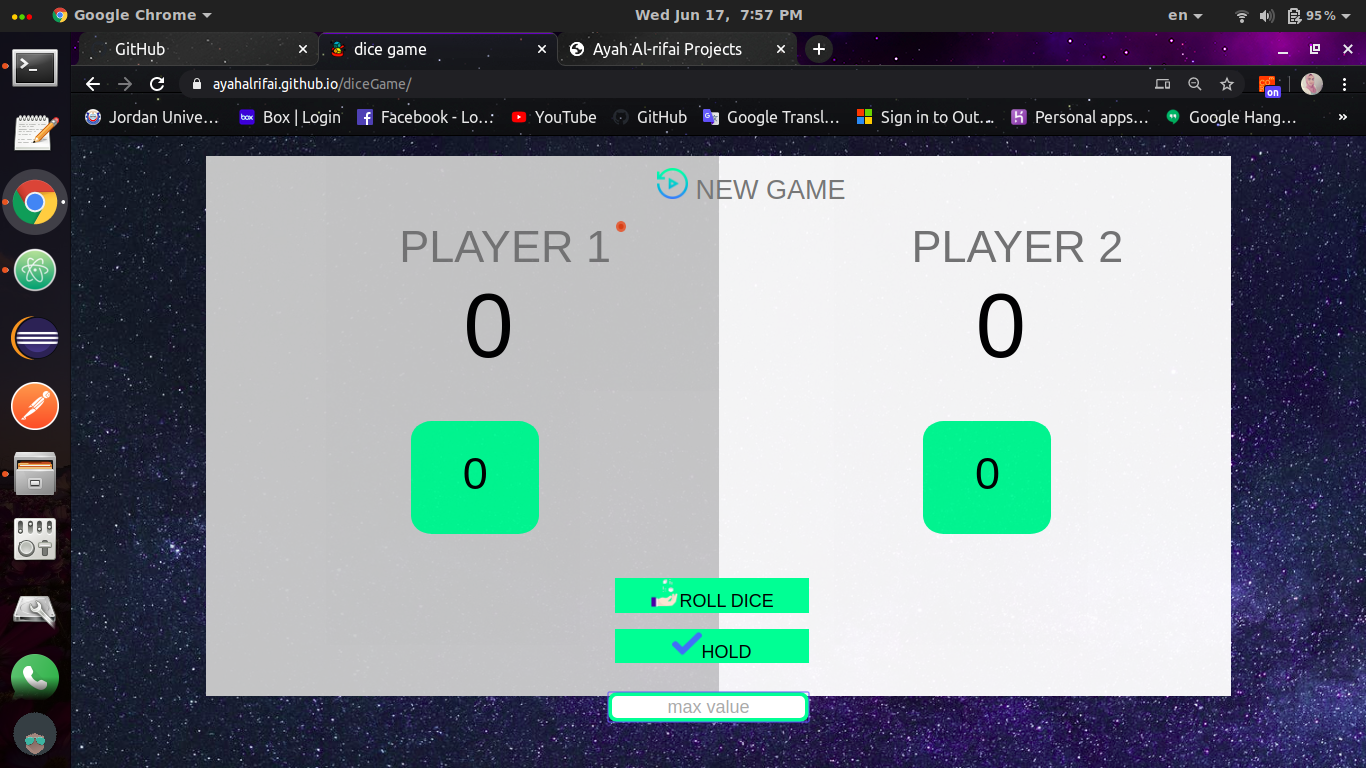 Google Chrome
Wed Jun 17, 7:57 PM
en
95%
GitHub
dice game
Ayah Al-rifai Projects
ayahalrifai.github.io/diceGame/
on
Jordan Unive…
box
Box | Login
Facebook - Lo…
YouTube
GitHub
Google Transl…
Sign in to Out…
Personal apps…
Google Hang…
»
NEW GAME
PLAYER 1
PLAYER 2
0
0
0
0
ROLL DICE
HOLD
max value